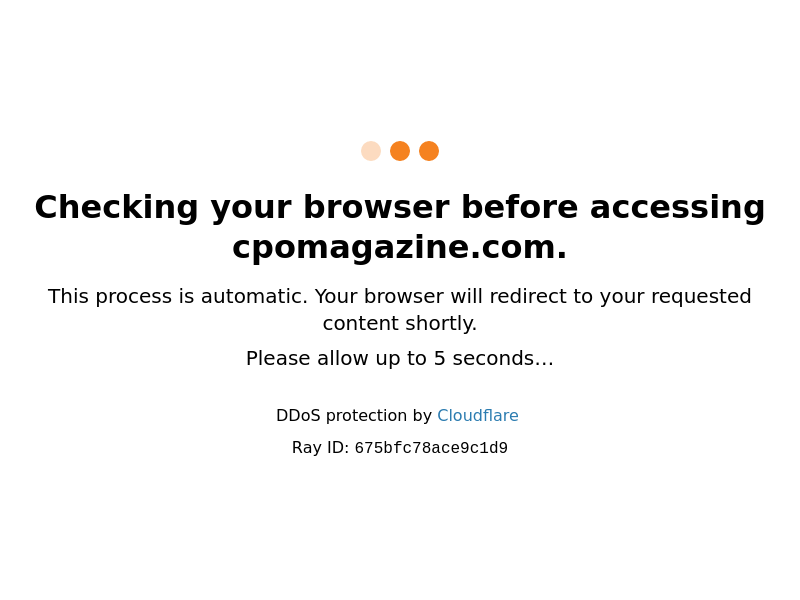 Checking your browser before accessing
cpomagazine.com.
This process is automatic. Your browser will redirect to your requested
content shortly.
Please allow up to 5 seconds…
DDoS protection by Cloudflare
Ray ID: 675bfc78ace9c1d9